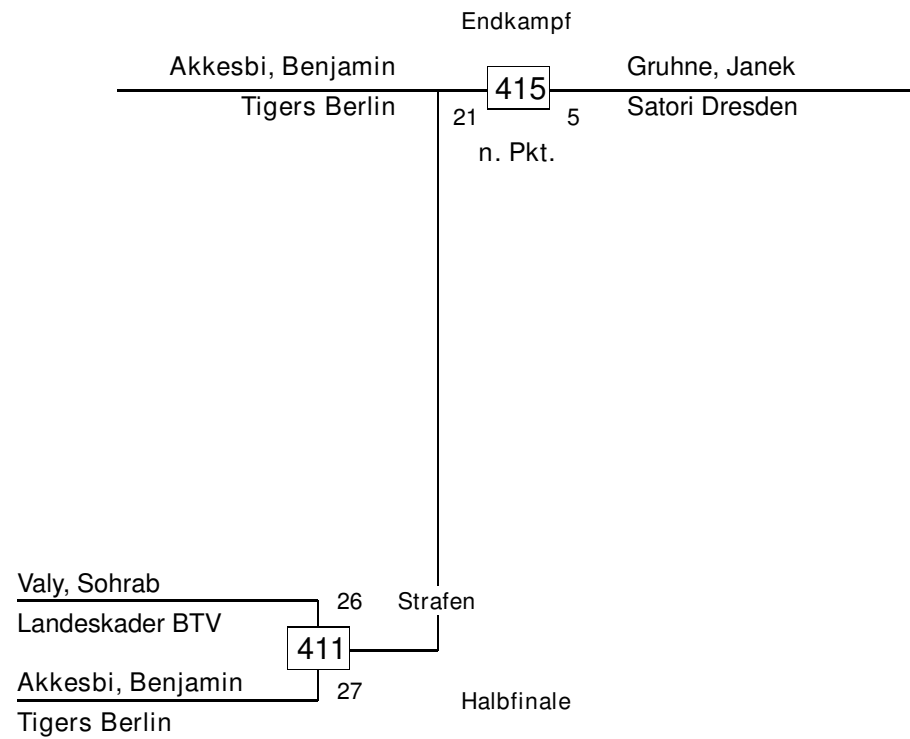 Endkampf
Akkesbi, Benjamin
415
Gruhne, Janek
Tigers Berlin
21
5
Satori Dresden
n. Pkt.
Valy, Sohrab
26
Strafen
Landeskader BTV
411
Akkesbi, Benjamin
27
Halbfinale
Tigers Berlin